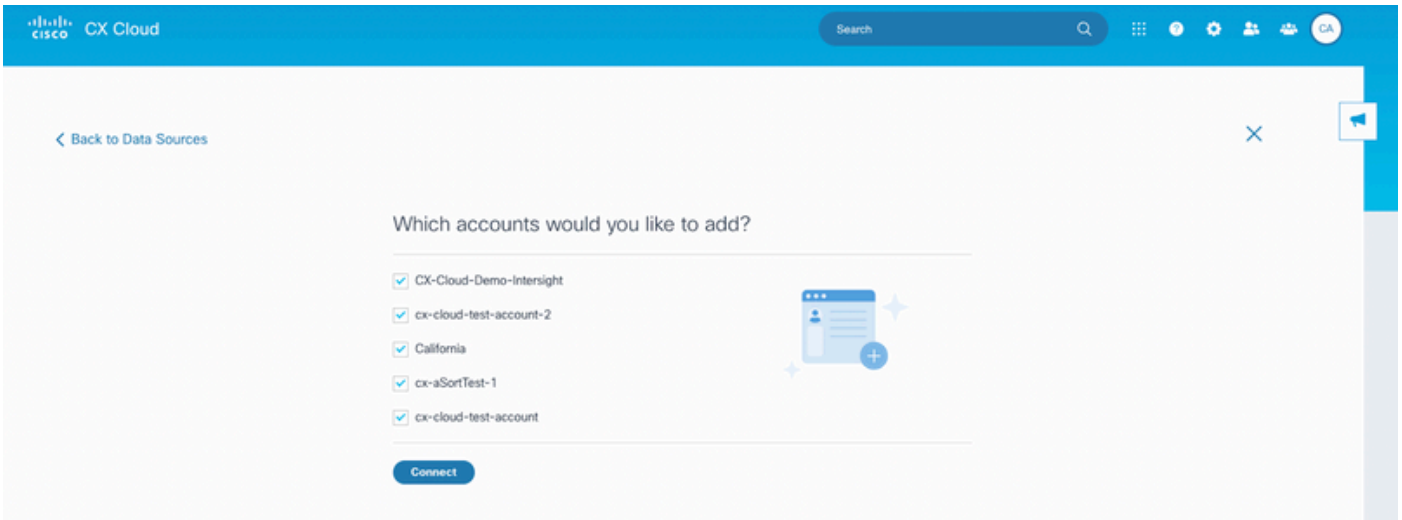 CISCO CX Cloud Search CA
Back to Data Sources
Which accounts would you like to add?
CX-Cloud-Demo-Intersight
cx-cloud-test-account-2
California
cx-aSortTest-1
cx-cloud-test-account
Connect